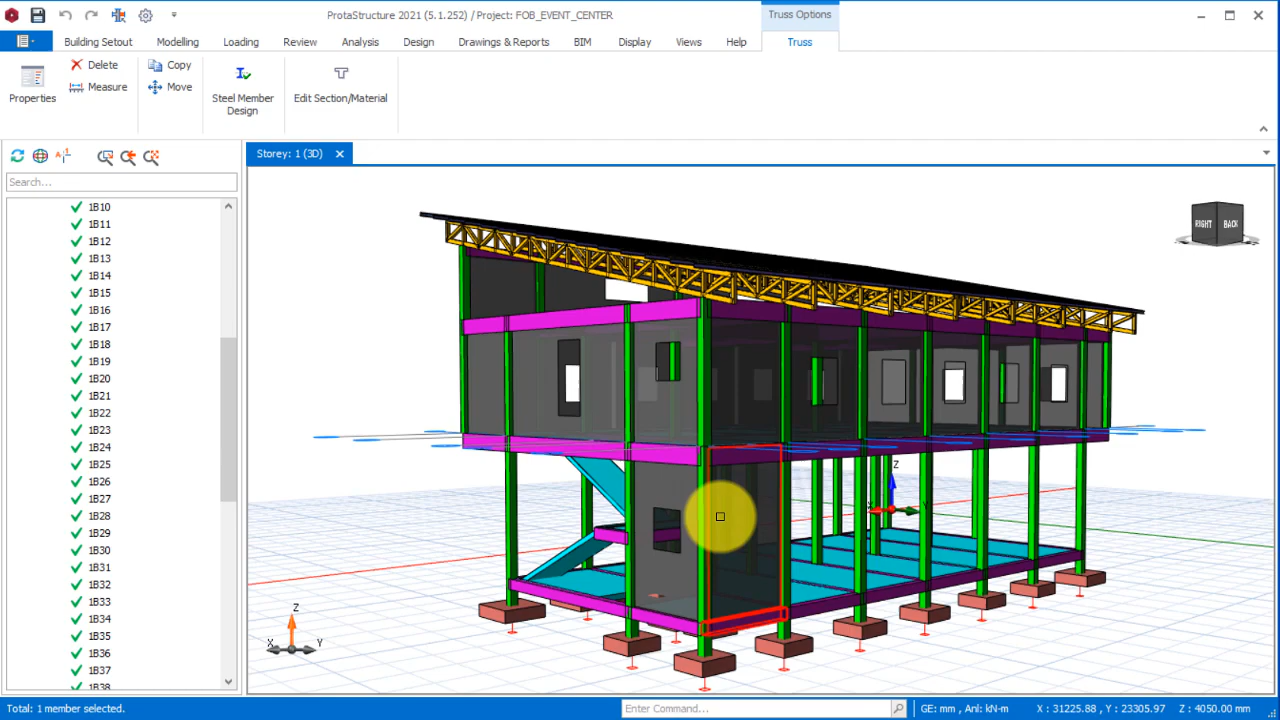 ProtaStructure 2021 (5.1.252) / Project: FOB_EVENT_CENTER
Truss Options
Building Setout Modelling Loading Review Analysis Design Drawings & Reports BIM Display Views Help Truss
Properties
Delete
Measure
Copy
Move
Steel Member Design
Edit Section/Material
Storey: 1 (3D)
Search...
1B10
1B11
1B12
1B13
1B14
1B15
1B16
1B17
1B18
1B19
1B20
1B21
1B22
1B23
1B24
1B25
1B26
1B27
1B28
1B29
1B30
1B31
1B32
1B33
1B34
1B35
1B36
1B37
1B38
RIGHT BACK
Z
Z
X Y
Total: 1 member selected.
Enter Command...
GE: mm , Anl: kN-m
X : 31225.88 , Y : 23305.97
Z : 4050.00 mm